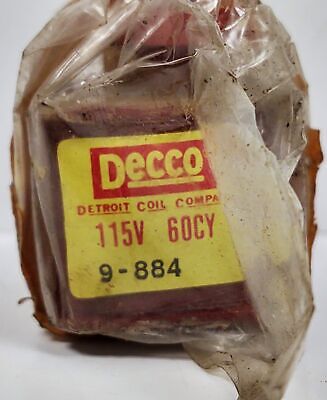 Decco
DETROIT COIL COMPA
115V 60CY
9-884